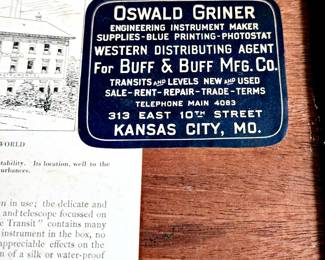 OSWALD GRINER
ENGINEERING INSTRUMENT MAKER
SUPPLIES-BLUE PRINTING-PHOTOSTAT
WESTERN DISTRIBUTING AGENT
FOR BUFF & BUFF MFG. CO.
TRANSITS AND LEVELS NEW AND USED
SALE-RENT-REPAIR-TRADE-TERMS
TELEPHONE MAIN 4083
313 EAST 10TH STREET
KANSAS CITY, MO.
WORLD
tability. Its location, well to the
urbances.
n in use; the delicate and
and telescope focussed on
e Transit" contains many
instrument in the box, no
appreciable effects on the
n of a silk or water-proof